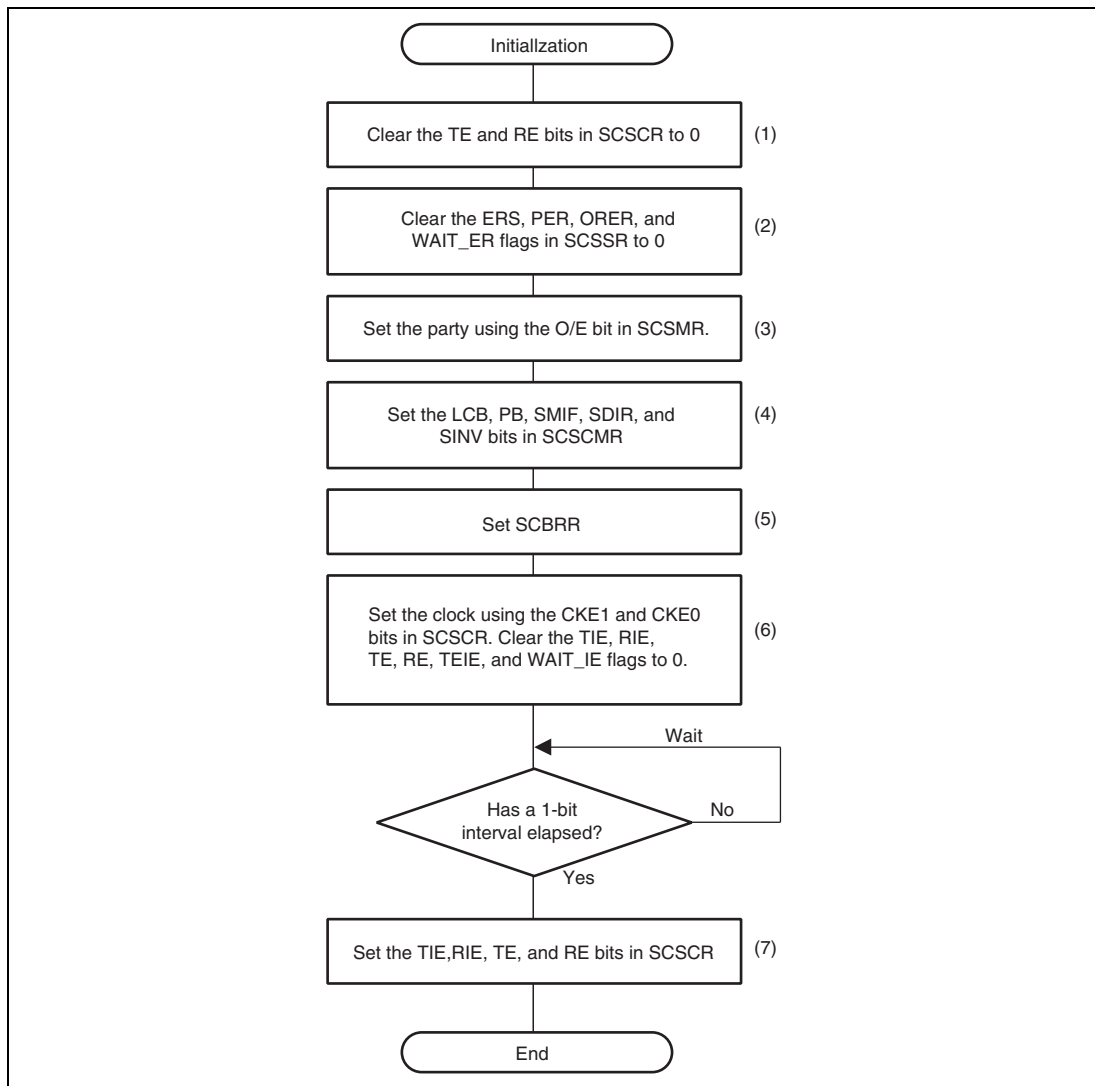 Initiallzation
Clear the TE and RE bits in SCSCR to 0
(1)
Clear the ERS, PER, ORER, and
WAIT_ER flags in SCSSR to 0
(2)
Set the party using the O/E bit in SCSMR.
(3)
Set the LCB, PB, SMIF, SDIR, and
SINV bits in SCSCMR
(4)
Set SCBRR
(5)
Set the clock using the CKE1 and CKE0
bits in SCSCR. Clear the TIE, RIE,
TE, RE, TEIE, and WAIT_IE flags to 0.
(6)
Wait
Has a 1-bit
interval elapsed?
No
Yes
Set the TIE,RIE, TE, and RE bits in SCSCR
(7)
End